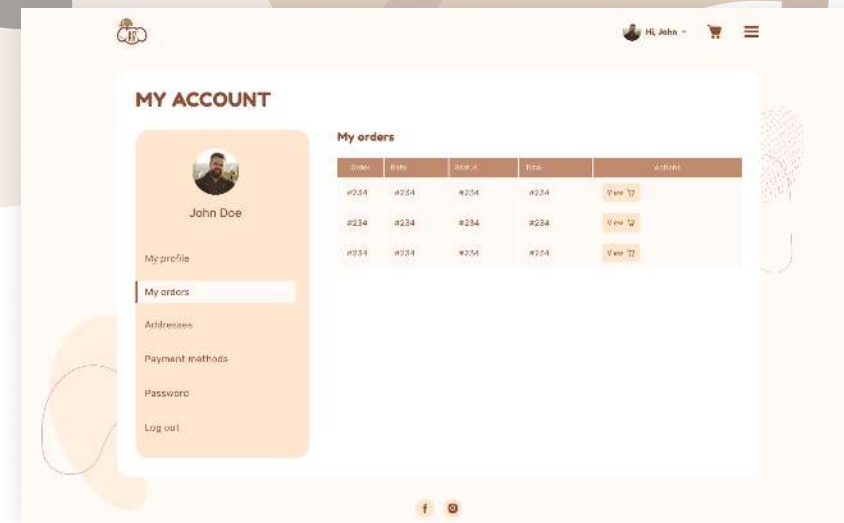 Hi, John
MY ACCOUNT
John Doe
My profile
My orders
Addresses
Payment methods
Password
Log out
My orders
Order Date Status Total Actions
#234 #234 #234 #234 View
#234 #234 #234 #234 View
#234 #234 #234 #234 View